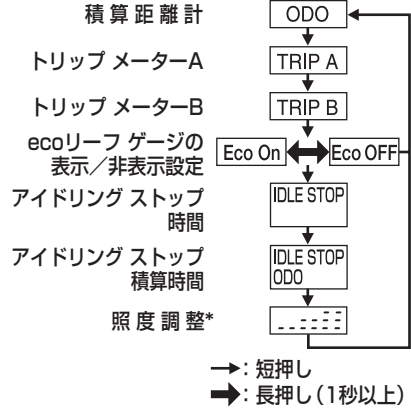 積算距離計 ODO
トリップ メーターA TRIP A
トリップ メーターB TRIP B
ecoリーフ ゲージの
表示／非表示設定 Eco On Eco OFF
アイドリング ストップ IDLE STOP
時間
アイドリング ストップ IDLE STOP
積算時間 ODO
照度調整*
→：短押し
➡：長押し（1秒以上）